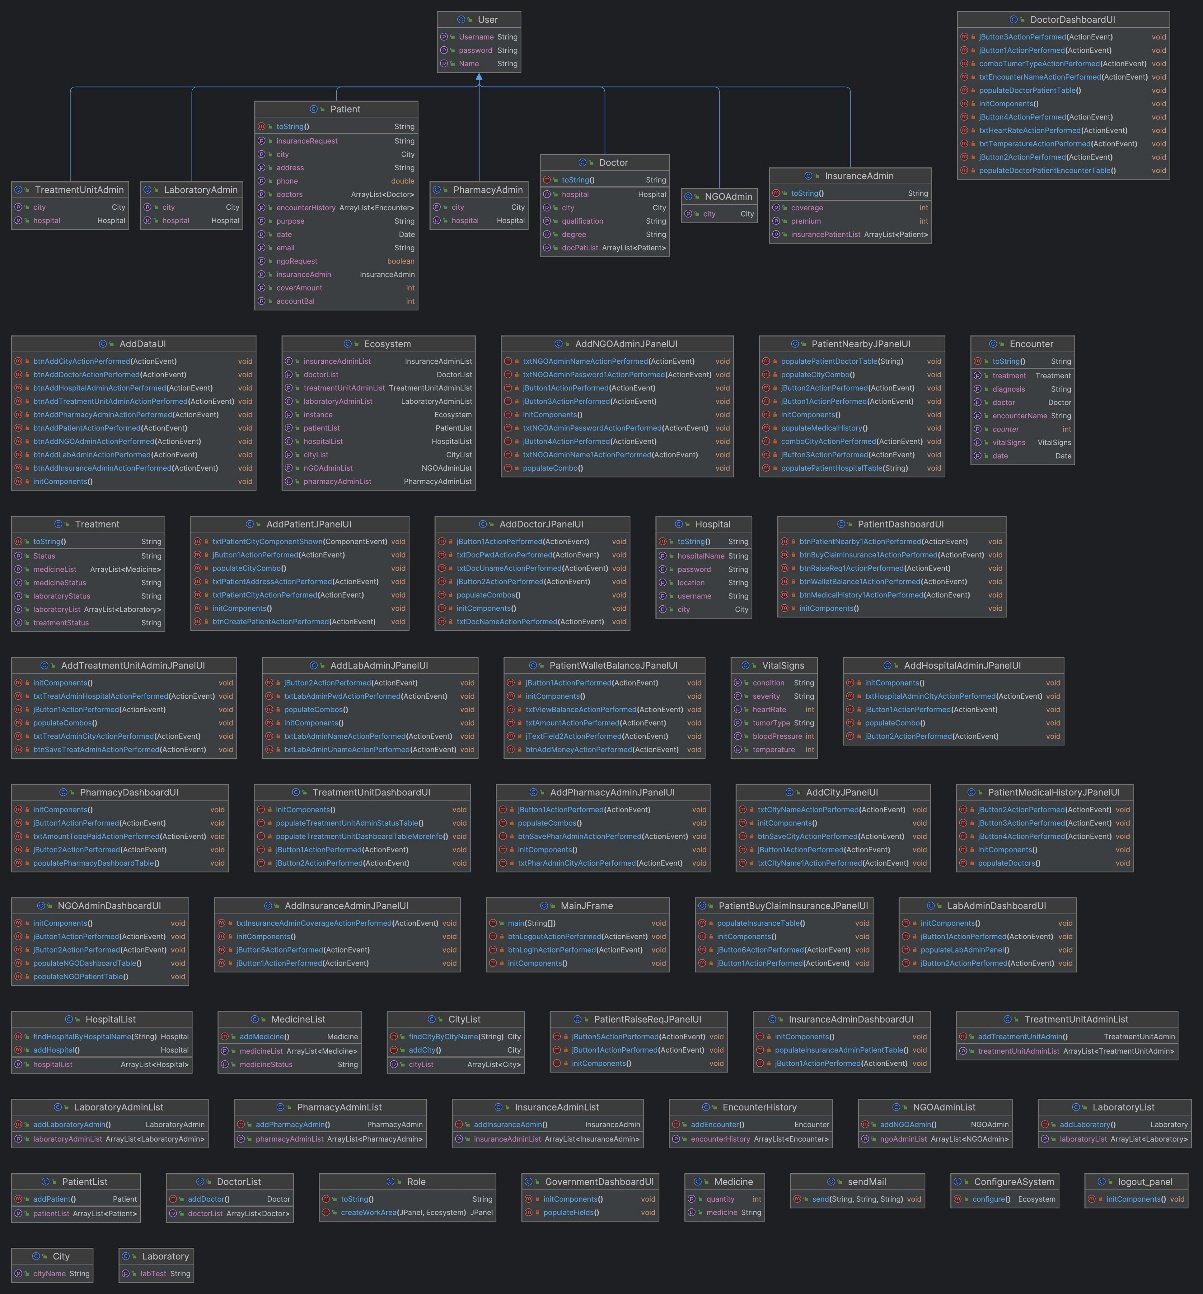 User
Username String
password String
Name String
DoctorDashboardUI
jButton3ActionPerformed(ActionEvent) void
jButton1ActionPerformed(ActionEvent) void
comboTumerTypeActionPerformed(ActionEvent) void
txtEncounterNameActionPerformed(ActionEvent) void
populateDoctorPatientTable() void
initComponents() void
jButton4ActionPerformed(ActionEvent) void
txtHeartRateActionPerformed(ActionEvent) void
txtTemperatureActionPerformed(ActionEvent) void
jButton2ActionPerformed(ActionEvent) void
populateDoctorPatientEncounterTable() void
TreatmentUnitAdmin
city City
hospital Hospital
LaboratoryAdmin
city City
hospital Hospital
Patient
toString() String
insuranceRequest String
city City
address String
phone double
doctors ArrayList<Doctor>
encounterHistory ArrayList<Encounter>
purpose String
date Date
email String
ngoRequest boolean
insuranceAdmin InsuranceAdmin
coverAmount int
accountBal int
PharmacyAdmin
city City
hospital Hospital
Doctor
toString() String
hospital Hospital
city City
qualification String
degree String
docPatList ArrayList<Patient>
NGOAdmin
city City
InsuranceAdmin
toString() String
coverage int
premium int
insurancePatientList ArrayList<Patient>
AddDataUI
btnAddCityActionPerformed(ActionEvent) void
btnAddDoctorActionPerformed(ActionEvent) void
btnAddHospitalAdminActionPerformed(ActionEvent) void
btnAddTreatmentUnitAdminActionPerformed(ActionEvent) void
btnAddPharmacyAdminActionPerformed(ActionEvent) void
btnAddPatientActionPerformed(ActionEvent) void
btnAddNGOAdminActionPerformed(ActionEvent) void
btnAddLabAdminActionPerformed(ActionEvent) void
btnAddInsuranceAdminActionPerformed(ActionEvent) void
initComponents() void
Ecosystem
insuranceAdminList InsuranceAdminList
doctorList DoctorList
treatmentUnitAdminList TreatmentUnitAdminList
laboratoryAdminList LaboratoryAdminList
instance Ecosystem
patientList PatientList
hospitalList HospitalList
cityList CityList
nGOAdminList NGOAdminList
pharmacyAdminList PharmacyAdminList
AddNGOAdminJPanelUI
txtNGOAdminNameActionPerformed(ActionEvent) void
txtNGOAdminPassword1ActionPerformed(ActionEvent) void
jButton1ActionPerformed(ActionEvent) void
jButton3ActionPerformed(ActionEvent) void
initComponents() void
txtNGOAdminPasswordActionPerformed(ActionEvent) void
jButton4ActionPerformed(ActionEvent) void
txtNGOAdminName1ActionPerformed(ActionEvent) void
populateCombo() void
PatientNearbyJPanelUI
populatePatientDoctorTable(String) void
populateCityCombo() void
jButton2ActionPerformed(ActionEvent) void
jButton1ActionPerformed(ActionEvent) void
initComponents() void
populateMedicalHistory() void
comboCityActionPerformed(ActionEvent) void
jButton3ActionPerformed(ActionEvent) void
populatePatientHospitalTable(String) void
Encounter
toString() String
treatment Treatment
diagnosis String
doctor Doctor
encounterName String
counter int
vitalSigns VitalSigns
date Date
Treatment
toString() String
Status String
medicineList ArrayList<Medicine>
medicineStatus String
laboratoryStatus String
laboratoryList ArrayList<Laboratory>
treatmentStatus String
AddPatientJPanelUI
txtPatientCityComponentShown(ComponentEvent) void
jButton1ActionPerformed(ActionEvent) void
populateCityCombo() void
txtPatientAddressActionPerformed(ActionEvent) void
txtPatientCityActionPerformed(ActionEvent) void
initComponents() void
btnCreatePatientActionPerformed(ActionEvent) void
AddDoctorJPanelUI
jButton1ActionPerformed(ActionEvent) void
txtDocPwdActionPerformed(ActionEvent) void
txtDocUnameActionPerformed(ActionEvent) void
jButton2ActionPerformed(ActionEvent) void
populateCombos() void
initComponents() void
txtDocNameActionPerformed(ActionEvent) void
Hospital
toString() String
hospitalName String
password String
location String
username String
city City
PatientDashboardUI
btnPatientNearby1ActionPerformed(ActionEvent) void
btnBuyClaimInsurance1ActionPerformed(ActionEvent) void
btnRaiseReq1ActionPerformed(ActionEvent) void
btnWalletBalance1ActionPerformed(ActionEvent) void
btnMedicalHistory1ActionPerformed(ActionEvent) void
initComponents() void
AddTreatmentUnitAdminJPanelUI
initComponents() void
txtTreatAdminHospitalActionPerformed(ActionEvent) void
jButton1ActionPerformed(ActionEvent) void
populateCombos() void
txtTreatAdminCityActionPerformed(ActionEvent) void
btnSaveTreatAdminActionPerformed(ActionEvent) void
AddLabAdminJPanelUI
jButton2ActionPerformed(ActionEvent) void
txtLabAdminPwdActionPerformed(ActionEvent) void
populateCombos() void
initComponents() void
txtLabAdminNameActionPerformed(ActionEvent) void
txtLabAdminUnameActionPerformed(ActionEvent) void
PatientWalletBalanceJPanelUI
jButton1ActionPerformed(ActionEvent) void
initComponents() void
txtViewBalanceActionPerformed(ActionEvent) void
txtAmountActionPerformed(ActionEvent) void
jTextField2ActionPerformed(ActionEvent) void
btnAddMoneyActionPerformed(ActionEvent) void
VitalSigns
condition String
severity String
heartRate int
tumorType String
bloodPressure int
temperature int
AddHospitalAdminJPanelUI
initComponents() void
txtHospitalAdminCityActionPerformed(ActionEvent) void
jButton1ActionPerformed(ActionEvent) void
populateCombo() void
jButton2ActionPerformed(ActionEvent) void
PharmacyDashboardUI
initComponents() void
jButton1ActionPerformed(ActionEvent) void
txtAmountTobePaidActionPerformed(ActionEvent) void
jButton2ActionPerformed(ActionEvent) void
populatePharmacyDashboardTable() void
TreatmentUnitDashboardUI
initComponents() void
populateTreatmentUnitAdminStatusTable() void
populateTreatmentUnitDashboardTableMoreInfo() void
jButton1ActionPerformed(ActionEvent) void
jButton2ActionPerformed(ActionEvent) void
AddPharmacyAdminJPanelUI
jButton1ActionPerformed(ActionEvent) void
populateCombos() void
btnSavePharAdminActionPerformed(ActionEvent) void
initComponents() void
txtPharAdminCityActionPerformed(ActionEvent) void
AddCityJPanelUI
txtCityNameActionPerformed(ActionEvent) void
initComponents() void
btnSaveCityActionPerformed(ActionEvent) void
jButton1ActionPerformed(ActionEvent) void
txtCityName1ActionPerformed(ActionEvent) void
PatientMedicalHistoryJPanelUI
jButton2ActionPerformed(ActionEvent) void
jButton3ActionPerformed(ActionEvent) void
jButton4ActionPerformed(ActionEvent) void
initComponents() void
populateDoctors() void
NGOAdminDashboardUI
initComponents() void
jButton1ActionPerformed(ActionEvent) void
jButton2ActionPerformed(ActionEvent) void
populateNGODashboardTable() void
populateNGOPatientTable() void
AddInsuranceAdminJPanelUI
txtInsuranceAdminCoverageActionPerformed(ActionEvent) void
initComponents() void
jButton5ActionPerformed(ActionEvent) void
jButton1ActionPerformed(ActionEvent) void
MainJFrame
main(String[]) void
btnLogoutActionPerformed(ActionEvent) void
btnLoginActionPerformed(ActionEvent) void
initComponents() void
PatientBuyClaimInsuranceJPanelUI
populateInsuranceTable() void
initComponents() void
jButton6ActionPerformed(ActionEvent) void
jButton1ActionPerformed(ActionEvent) void
LabAdminDashboardUI
initComponents() void
jButton1ActionPerformed(ActionEvent) void
populateLabAdminPanel() void
jButton2ActionPerformed(ActionEvent) void
HospitalList
findHospitalByHospitalName(String) Hospital
addHospital() Hospital
hospitalList ArrayList<Hospital>
MedicineList
addMedicine() Medicine
medicineList ArrayList<Medicine>
medicineStatus String
CityList
findCityByCityName(String) City
addCity() City
cityList ArrayList<City>
PatientRaiseReqJPanelUI
jButton5ActionPerformed(ActionEvent) void
jButton1ActionPerformed(ActionEvent) void
initComponents() void
InsuranceAdminDashboardUI
initComponents() void
populateInsuranceAdminPatientTable() void
jButton1ActionPerformed(ActionEvent) void
TreatmentUnitAdminList
addTreatmentUnitAdmin() TreatmentUnitAdmin
treatmentUnitAdminList ArrayList<TreatmentUnitAdmin>
LaboratoryAdminList
addLaboratoryAdmin() LaboratoryAdmin
laboratoryAdminList ArrayList<LaboratoryAdmin>
PharmacyAdminList
addPharmacyAdmin() PharmacyAdmin
pharmacyAdminList ArrayList<PharmacyAdmin>
InsuranceAdminList
addInsuranceAdmin() InsuranceAdmin
insuranceAdminList ArrayList<InsuranceAdmin>
EncounterHistory
addEncounter() Encounter
encounterHistory ArrayList<Encounter>
NGOAdminList
addNGOAdmin() NGOAdmin
ngoAdminList ArrayList<NGOAdmin>
LaboratoryList
addLaboratory() Laboratory
laboratoryList ArrayList<Laboratory>
PatientList
addPatient() Patient
patientList ArrayList<Patient>
DoctorList
addDoctor() Doctor
doctorList ArrayList<Doctor>
Role
toString() String
createWorkArea(JPanel, Ecosystem) JPanel
GovernmentDashboardUI
initComponents() void
populateFields() void
Medicine
quantity int
medicine String
sendMail
send(String, String, String) void
ConfigureASystem
configure() Ecosystem
logout_panel
initComponents() void
City
cityName String
Laboratory
labTest String